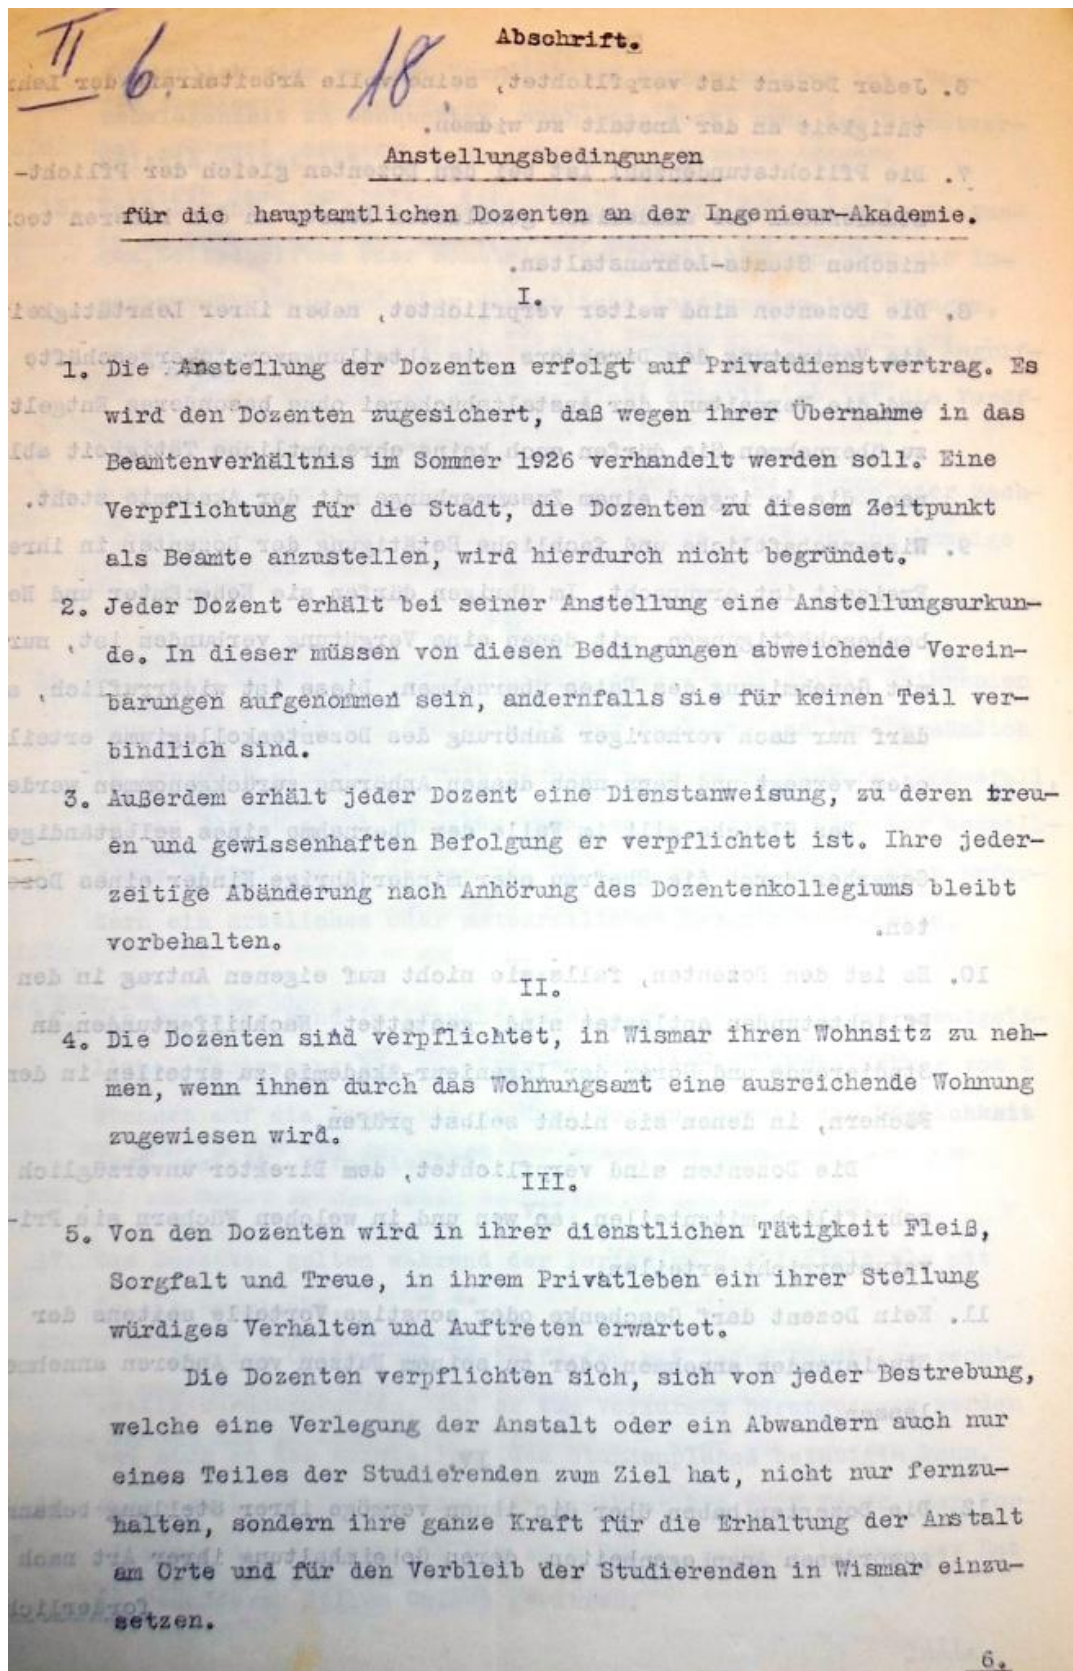 II 6. 18.
Abschrift.
Anstellungsbedingungen
für die hauptamtlichen Dozenten an der Ingenieur-Akademie.
I.
1. Die Anstellung der Dozenten erfolgt auf Privatdienstvertrag. Es
wird den Dozenten zugesichert, daß wegen ihrer Übernahme in das
Beamtenverhältnis im Sommer 1926 verhandelt werden soll. Eine
Verpflichtung für die Stadt, die Dozenten zu diesem Zeitpunkt
als Beamte anzustellen, wird hierdurch nicht begründet.
2. Jeder Dozent erhält bei seiner Anstellung eine Anstellungsurkun-
de. In dieser müssen von diesen Bedingungen abweichende Verein-
barungen aufgenommen sein, andernfalls sie für keinen Teil ver-
bindlich sind.
3. Außerdem erhält jeder Dozent eine Dienstanweisung, zu deren treu-
en und gewissenhaften Befolgung er verpflichtet ist. Ihre jeder-
zeitige Abänderung nach Anhörung des Dozentenkollegiums bleibt
vorbehalten.
II.
4. Die Dozenten sind verpflichtet, in Wismar ihren Wohnsitz zu neh-
men, wenn ihnen durch das Wohnungsamt eine ausreichende Wohnung
zugewiesen wird.
III.
5. Von den Dozenten wird in ihrer dienstlichen Tätigkeit Fleiß,
Sorgfalt und Treue, in ihrem Privatleben ein ihrer Stellung
würdiges Verhalten und Auftreten erwartet.
Die Dozenten verpflichten sich, sich von jeder Bestrebung,
welche eine Verlegung der Anstalt oder ein Abwandern auch nur
eines Teiles der Studierenden zum Ziel hat, nicht nur fernzu-
halten, sondern ihre ganze Kraft für die Erhaltung der Anstalt
am Orte und für den Verbleib der Studierenden in Wismar einzu-
setzen.
6.